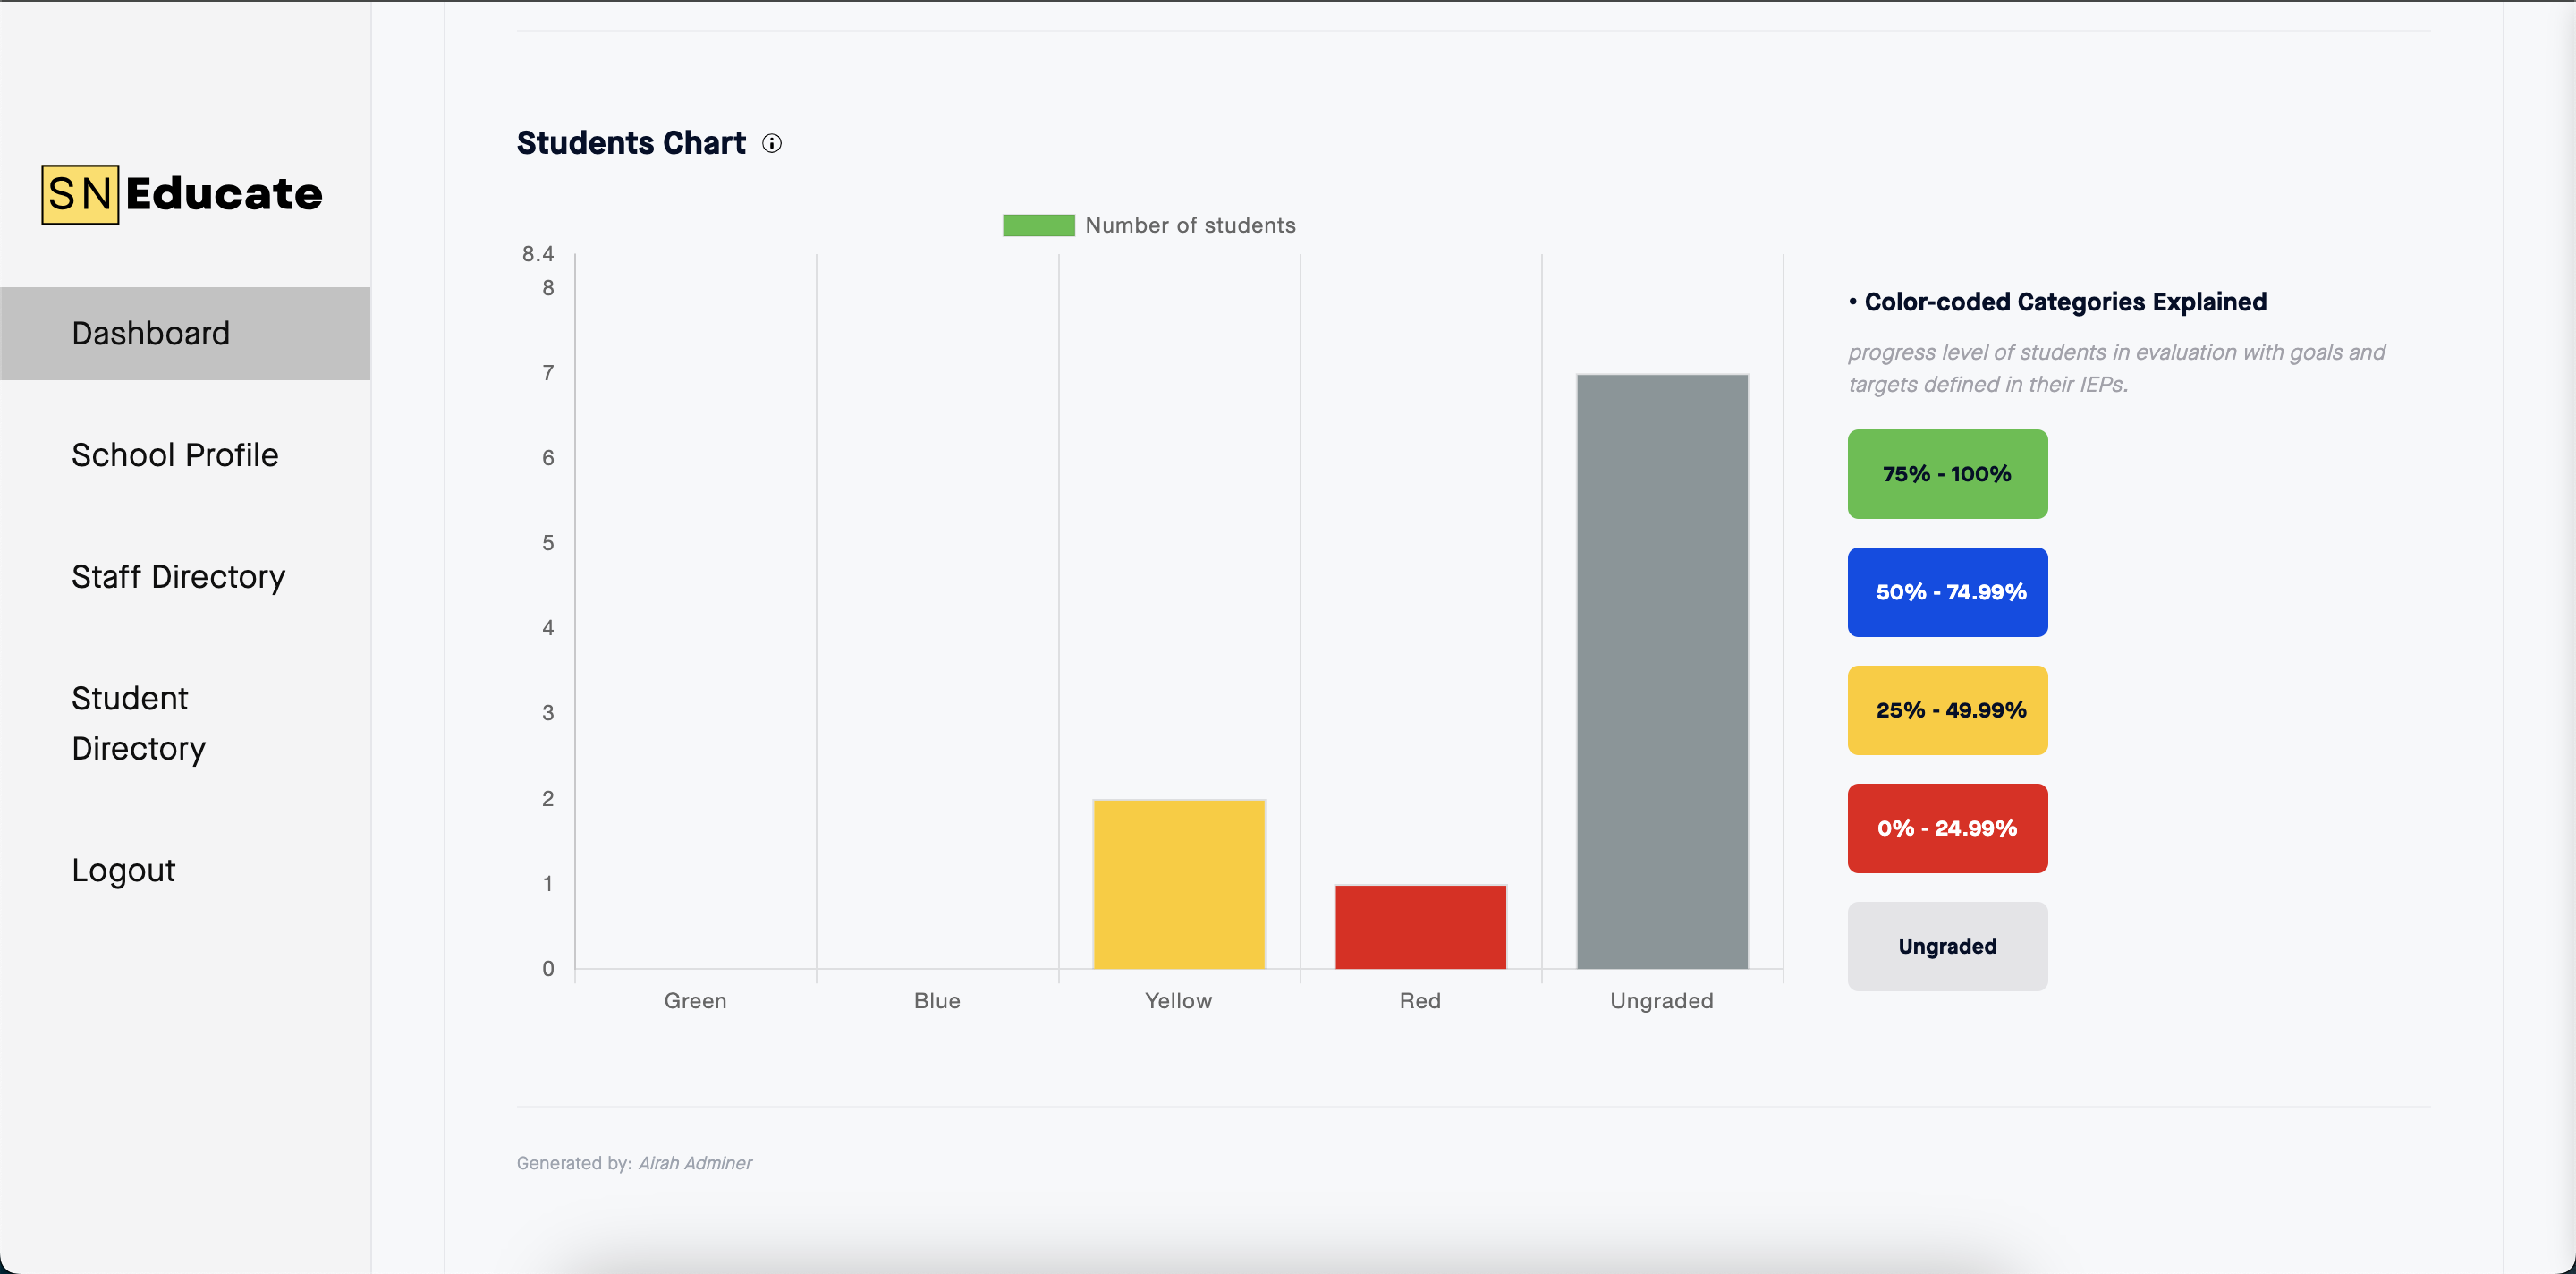 SN Educate
Dashboard
School Profile
Staff Directory
Student
Directory
Logout
Students Chart
Number of students
8.4
8
7
6
5
4
3
2
1
0
Green Blue Yellow Red Ungraded
• Color-coded Categories Explained
progress level of students in evaluation with goals and
targets defined in their IEPs.
75% - 100%
50% - 74.99%
25% - 49.99%
0% - 24.99%
Ungraded
Generated by: Airah Adminer